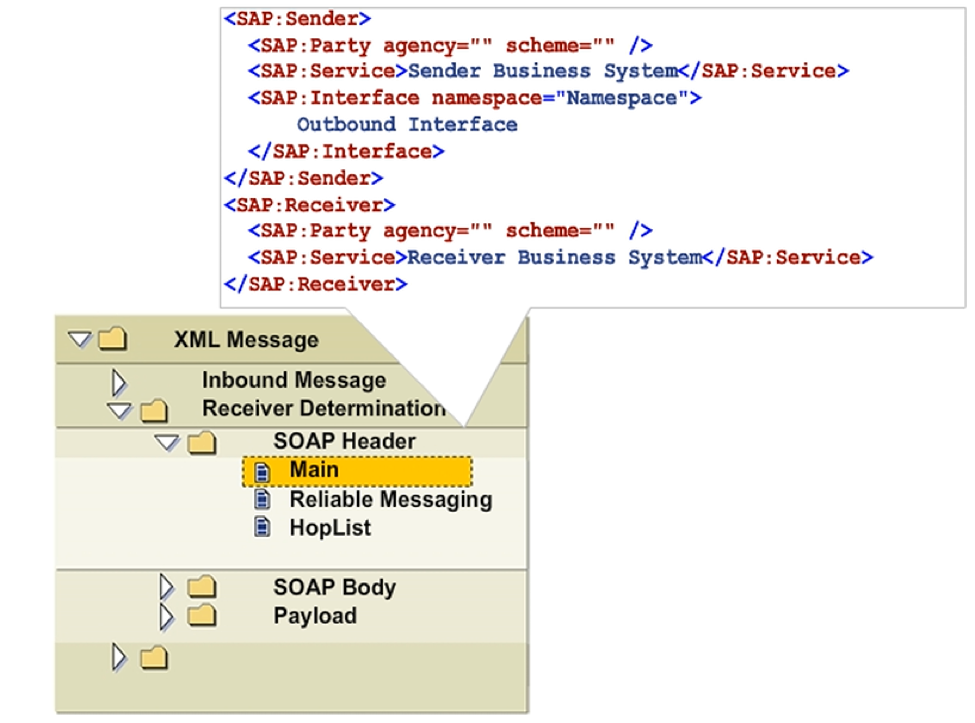 <SAP:Sender>
<SAP:Party agency="" scheme="" />
<SAP:Service>Sender Business System</SAP:Service>
<SAP:Interface namespace="Namespace">
Outbound Interface
</SAP:Interface>
</SAP:Sender>
<SAP:Receiver>
<SAP:Party agency="" scheme="" />
<SAP:Service>Receiver Business System</SAP:Service>
</SAP:Receiver>
XML Message
Inbound Message
Receiver Determination
SOAP Header
Main
Reliable Messaging
HopList
SOAP Body
Payload